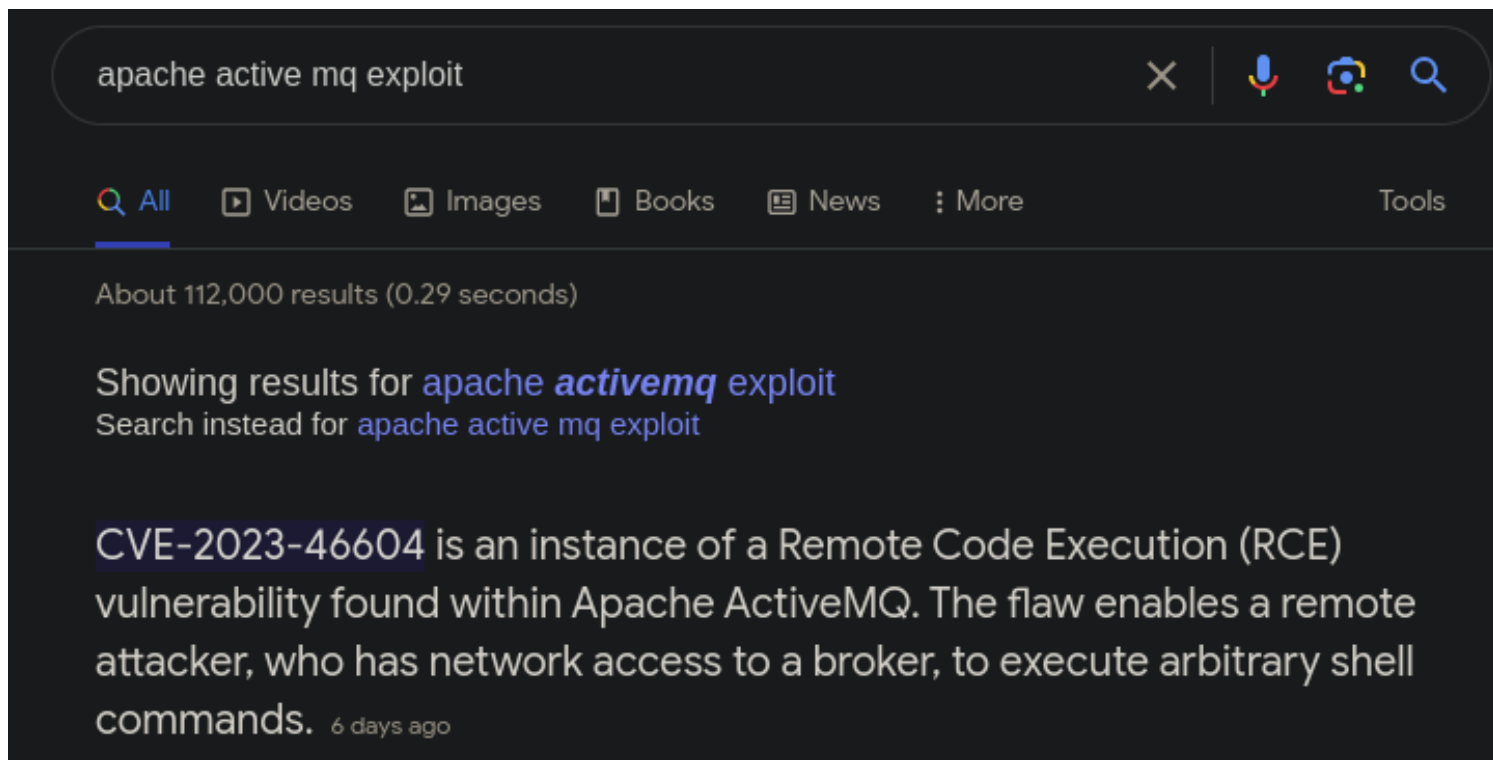 apache active mq exploit
All Videos Images Books News More Tools
About 112,000 results (0.29 seconds)
Showing results for apache activemq exploit
Search instead for apache active mq exploit
CVE-2023-46604 is an instance of a Remote Code Execution (RCE)
vulnerability found within Apache ActiveMQ. The flaw enables a remote
attacker, who has network access to a broker, to execute arbitrary shell
commands. 6 days ago